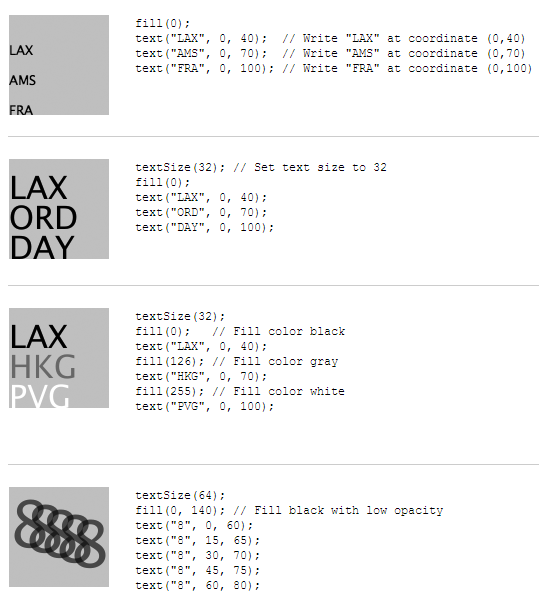 LAX
AMS
FRA
fill(0);
text("LAX", 0, 40);  // Write "LAX" at coordinate (0,40)
text("AMS", 0, 70);  // Write "AMS" at coordinate (0,70)
text("FRA", 0, 100); // Write "FRA" at coordinate (0,100)
LAX
ORD
DAY
textSize(32); // Set text size to 32
fill(0);
text("LAX", 0, 40);
text("ORD", 0, 70);
text("DAY", 0, 100);
LAX
HKG
PVG
textSize(32);
fill(0);   // Fill color black
text("LAX", 0, 40);
fill(126); // Fill color gray
text("HKG", 0, 70);
fill(255); // Fill color white
text("PVG", 0, 100);
88888
textSize(64);
fill(0, 140); // Fill black with low opacity
text("8", 0, 60);
text("8", 15, 65);
text("8", 30, 70);
text("8", 45, 75);
text("8", 60, 80);